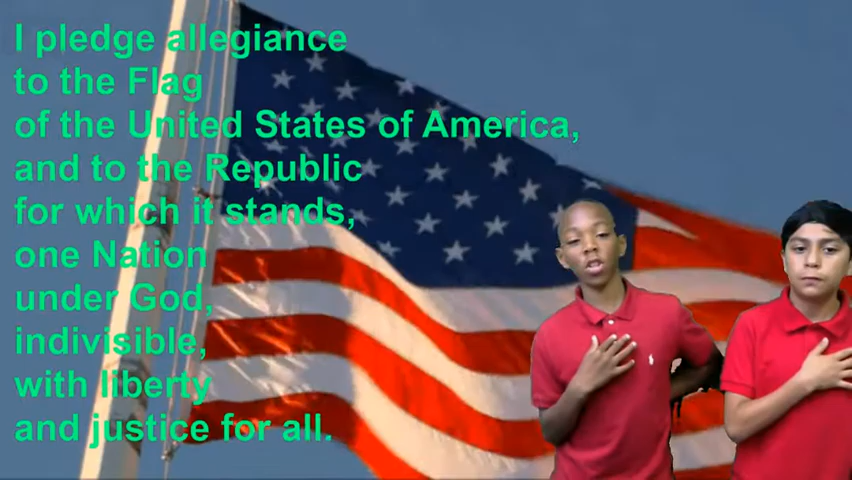 I pledge allegiance
to the Flag
of the United States of America,
and to the Republic
for which it stands,
one Nation
under God,
indivisible,
with liberty
and justice for all.